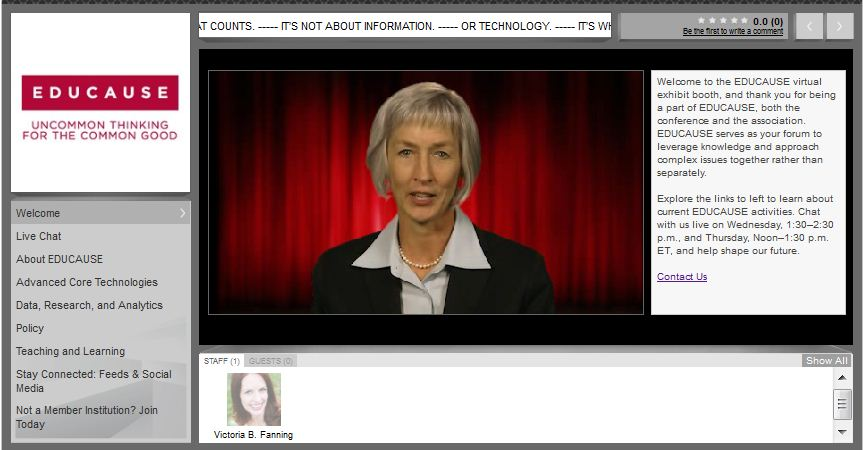 AT COUNTS. ----- IT'S NOT ABOUT INFORMATION. ----- OR TECHNOLOGY. ----- IT'S WH
0.0 (0)
Be the first to write a comment
EDUCAUSE
UNCOMMON THINKING
FOR THE COMMON GOOD
Welcome
Live Chat
About EDUCAUSE
Advanced Core Technologies
Data, Research, and Analytics
Policy
Teaching and Learning
Stay Connected: Feeds & Social
Media
Not a Member Institution? Join
Today
Welcome to the EDUCAUSE virtual
exhibit booth, and thank you for being
a part of EDUCAUSE, both the
conference and the association.
EDUCAUSE serves as your forum to
leverage knowledge and approach
complex issues together rather than
separately.
Explore the links to left to learn about
current EDUCAUSE activities. Chat
with us live on Wednesday, 1:30–2:30
p.m., and Thursday, Noon–1:30 p.m.
ET, and help shape our future.
Contact Us
STAFF (1) GUESTS (0) Show All
Victoria B. Fanning